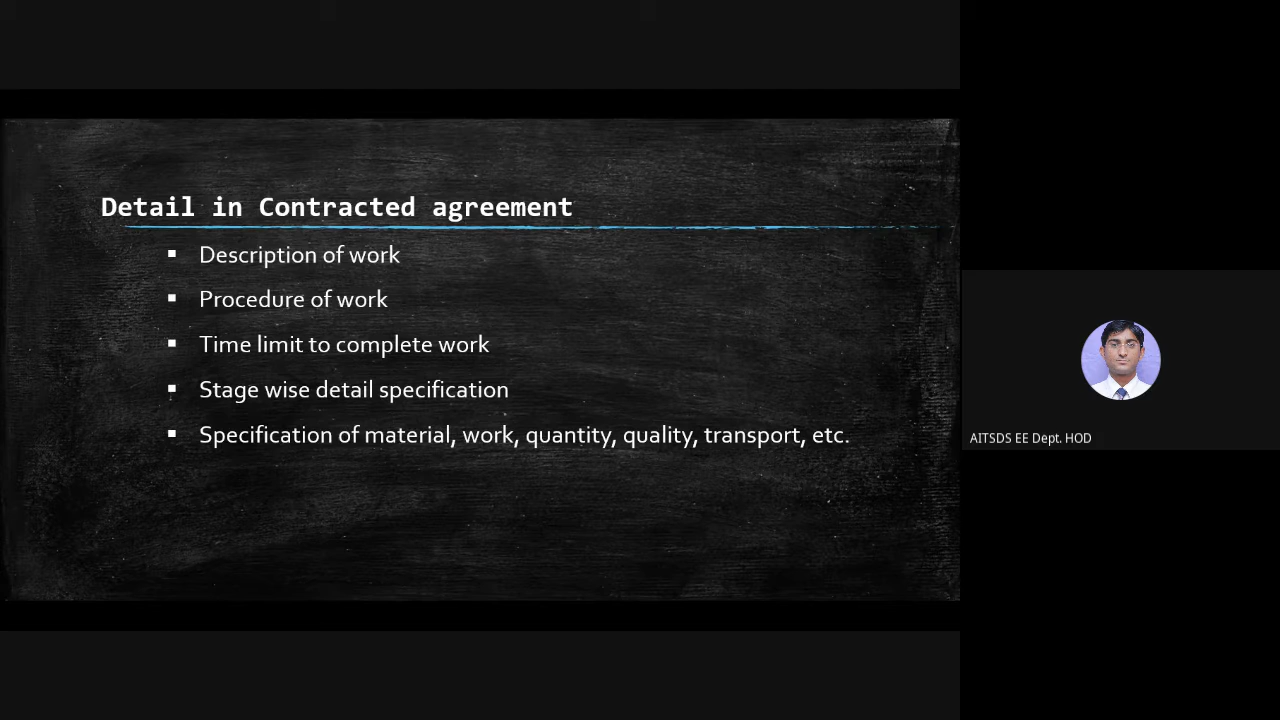 Detail in Contracted agreement
Description of work
Procedure of work
Time limit to complete work
Stage wise detail specification
Specification of material, work, quantity, quality, transport, etc.
AITSDS EE Dept. HOD